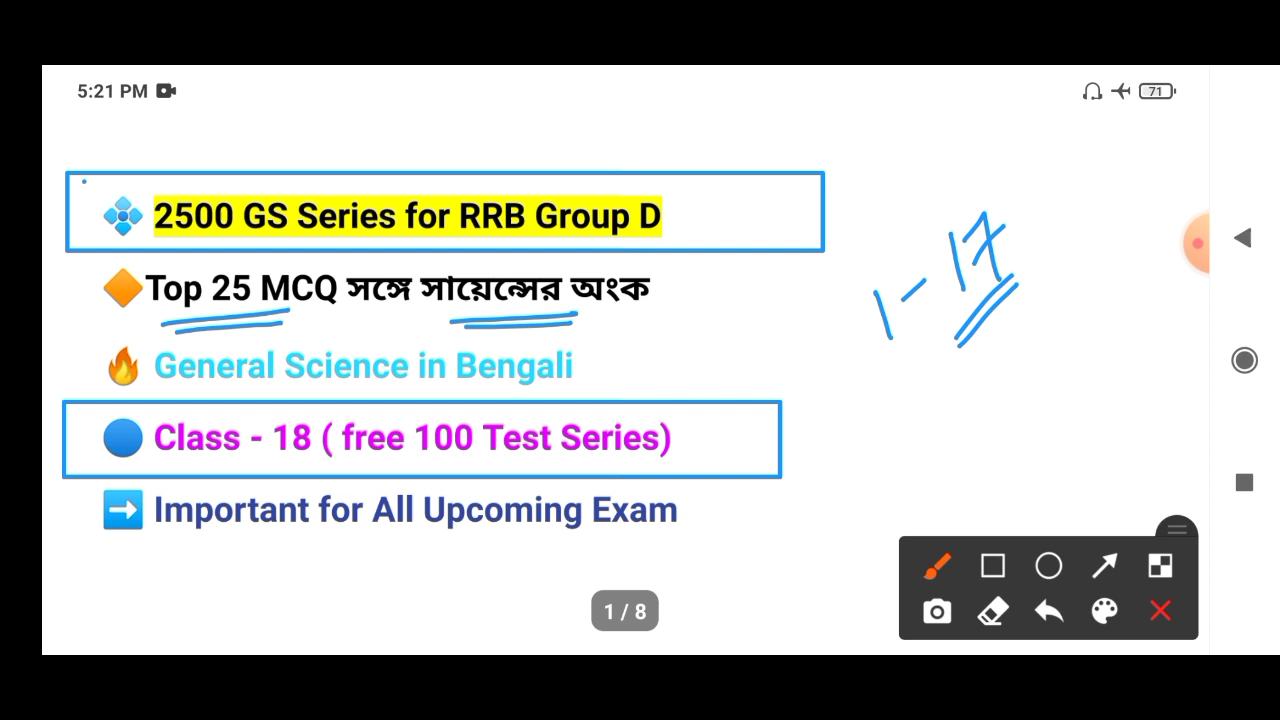 5:21 PM
71
2500 GS Series for RRB Group D
Top 25 MCQ সঙ্গে সায়েন্সের অংক
1-17
General Science in Bengali
Class - 18 ( free 100 Test Series)
Important for All Upcoming Exam
1 / 8